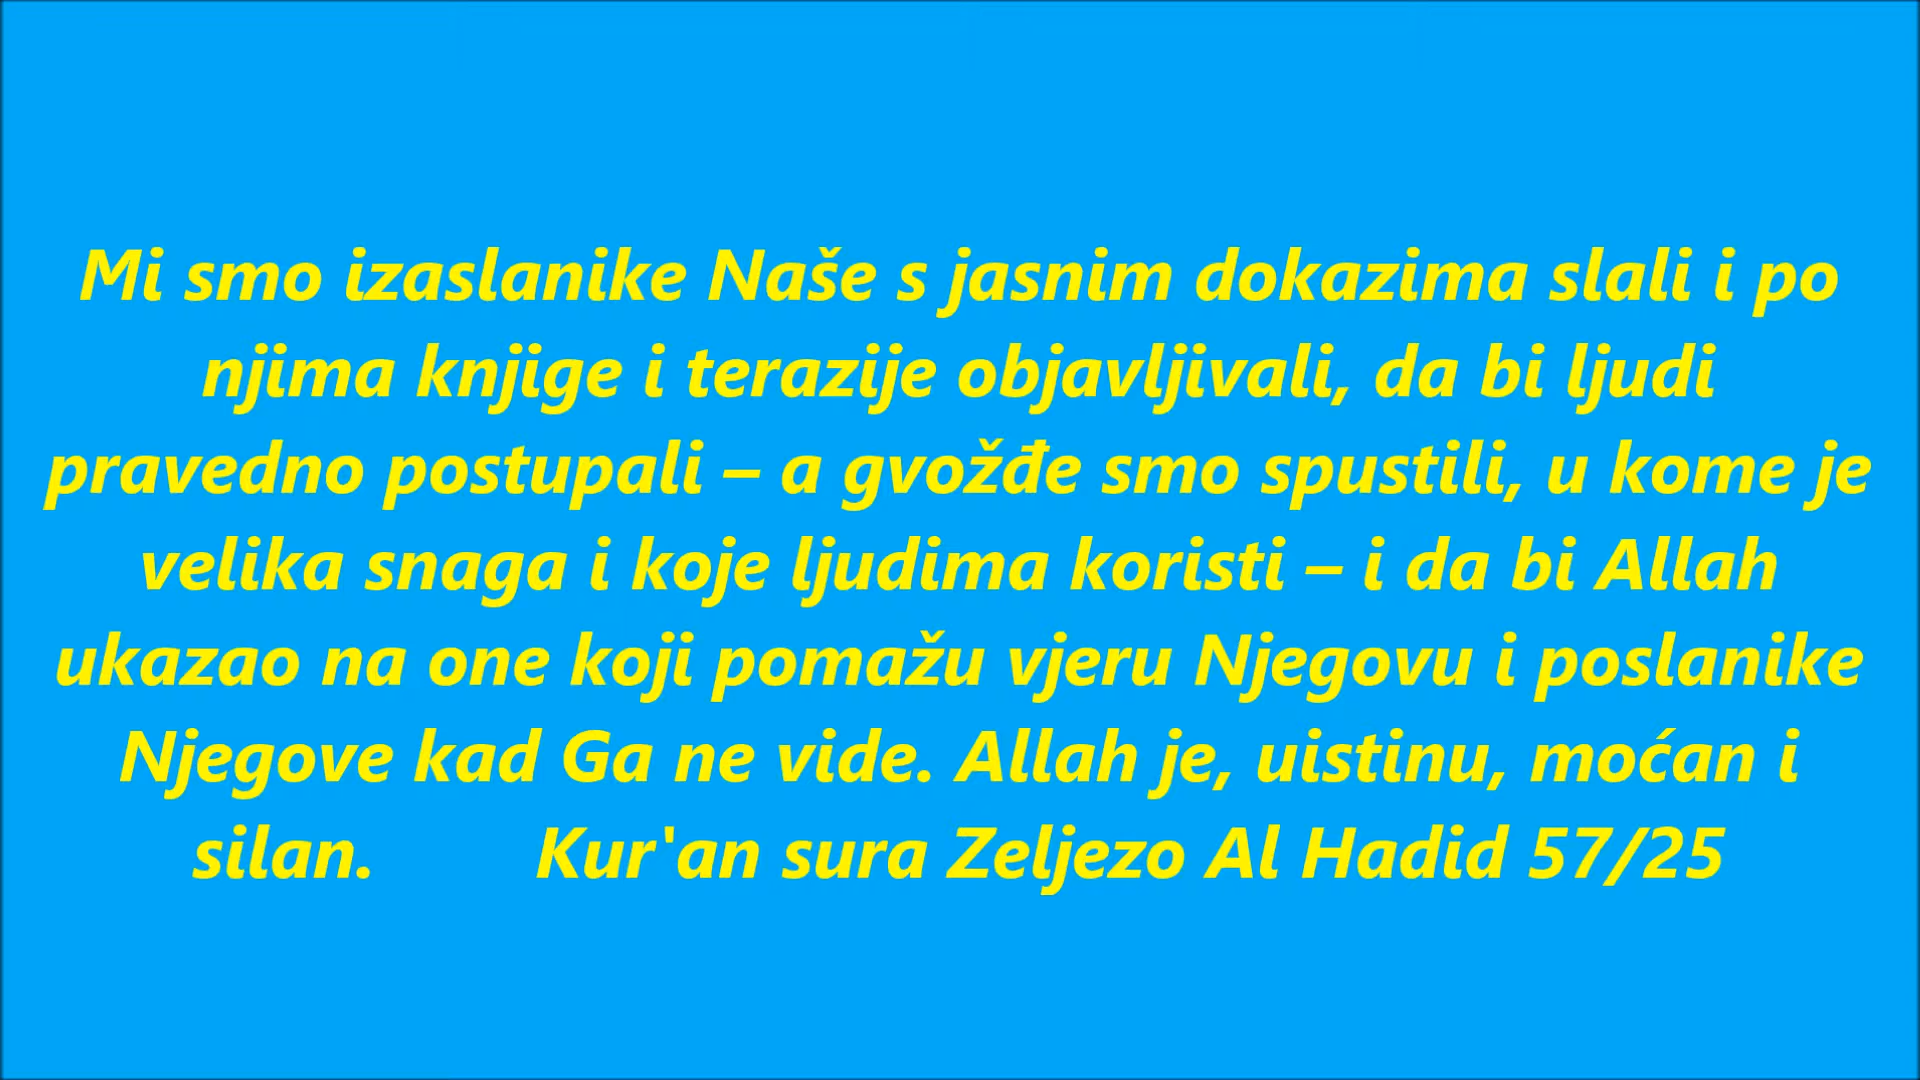 Mi smo izaslanike Naše s jasnim dokazima slali i po
njima knjige i terazije objavljivali, da bi ljudi
pravedno postupali – a gvožđe smo spustili, u kome je
velika snaga i koje ljudima koristi – i da bi Allah
ukazao na one koji pomažu vjeru Njegovu i poslanike
Njegove kad Ga ne vide. Allah je, uistinu, moćan i
silan. Kur'an sura Zeljezo Al Hadid 57/25